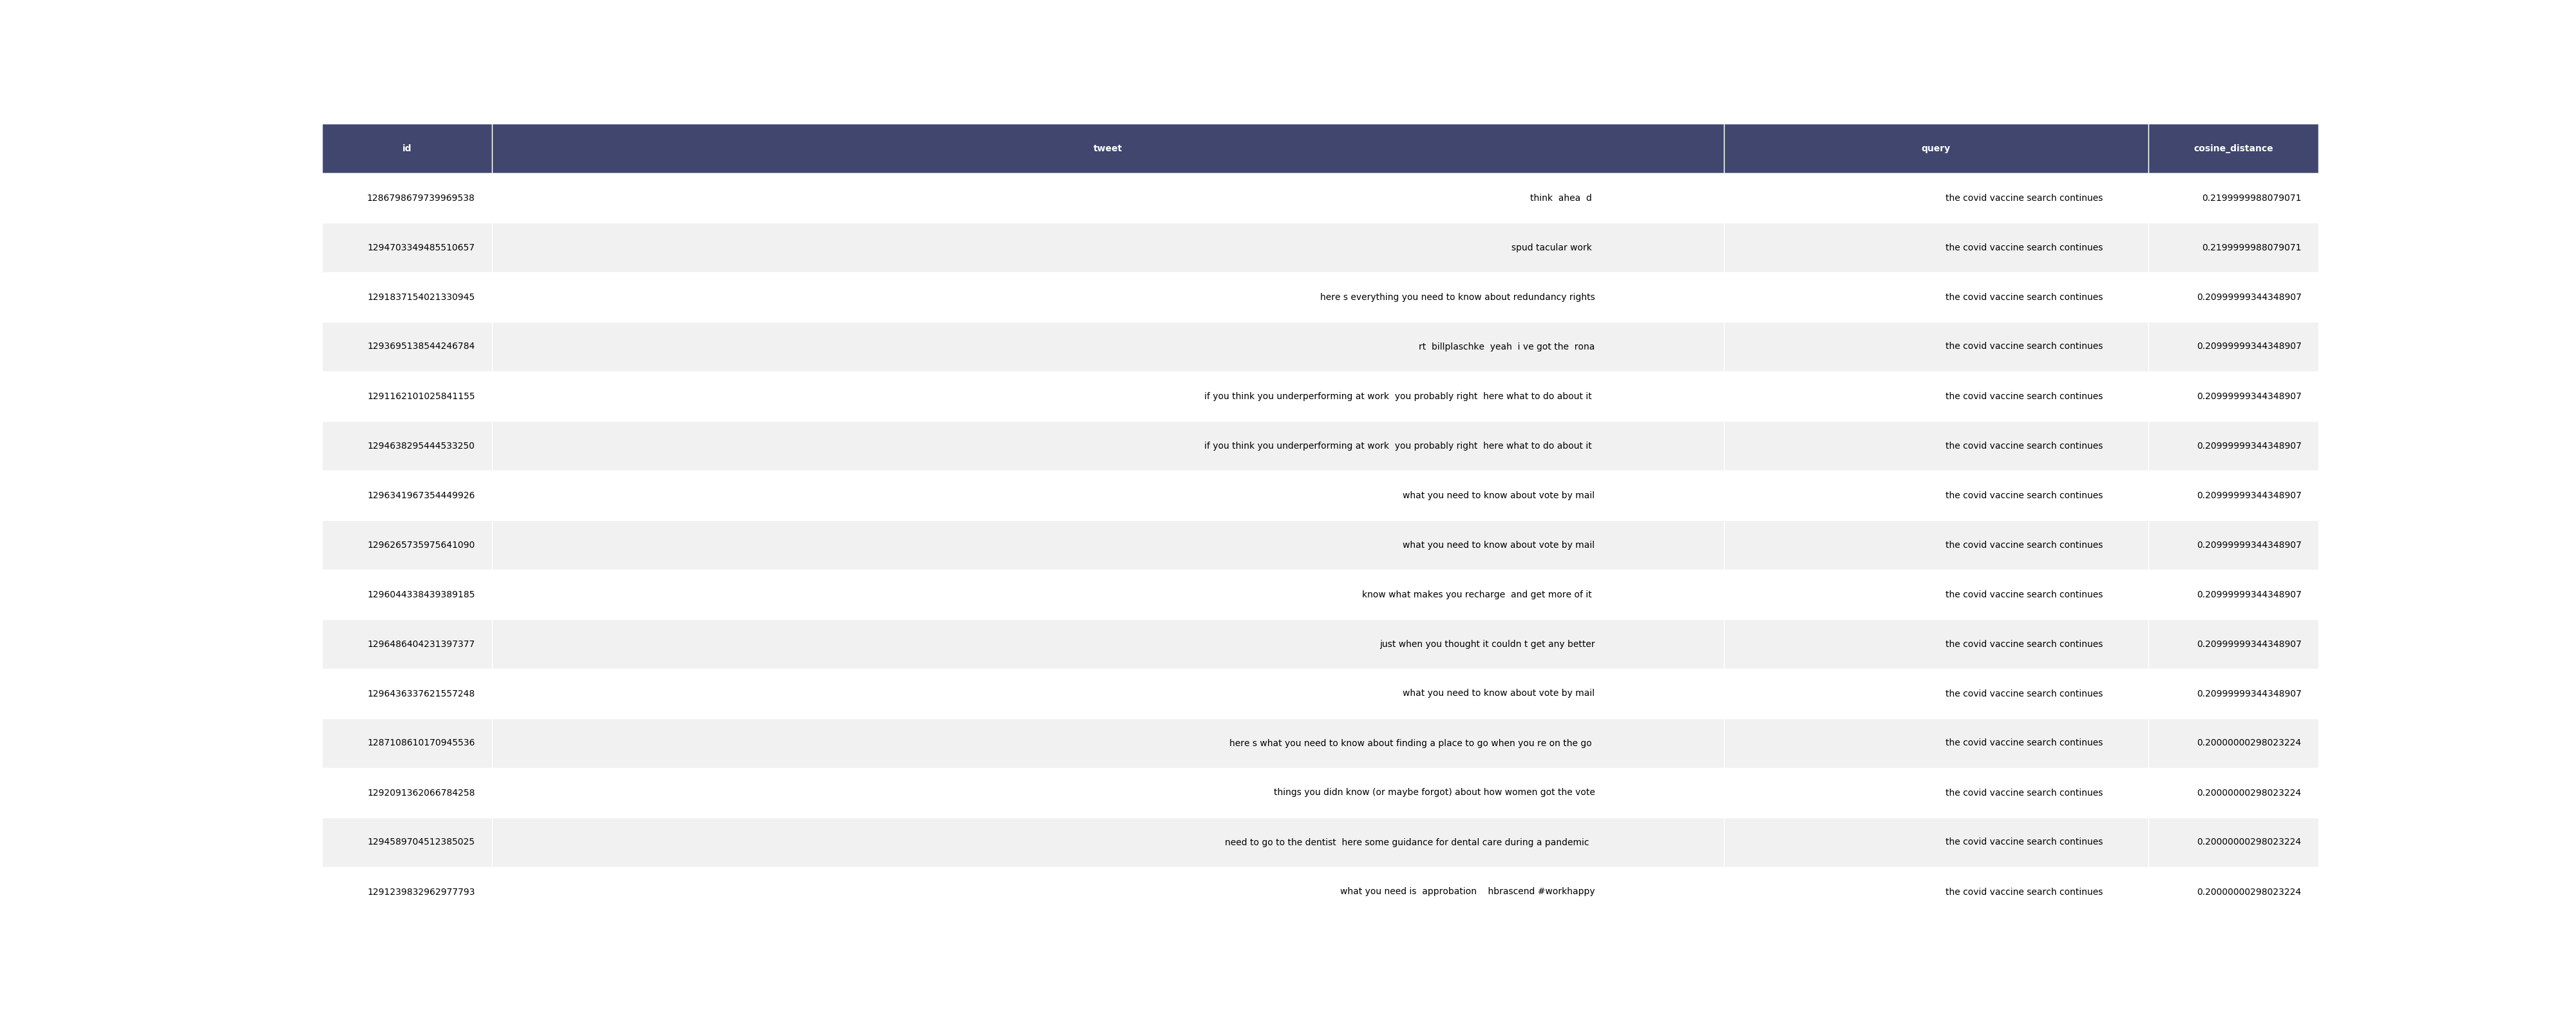 id tweet query cosine_distance
1286798679739969538 think  ahea  d the covid vaccine search continues 0.2199999988079071
1294703349485510657 spud tacular work the covid vaccine search continues 0.2199999988079071
1291837154021330945 here s everything you need to know about redundancy rights the covid vaccine search continues 0.20999999344348907
1293695138544246784 rt  billplaschke  yeah  i ve got the  rona the covid vaccine search continues 0.20999999344348907
1291162101025841155 if you think you underperforming at work  you probably right  here what to do about it the covid vaccine search continues 0.20999999344348907
1294638295444533250 if you think you underperforming at work  you probably right  here what to do about it the covid vaccine search continues 0.20999999344348907
1296341967354449926 what you need to know about vote by mail the covid vaccine search continues 0.20999999344348907
1296265735975641090 what you need to know about vote by mail the covid vaccine search continues 0.20999999344348907
1296044338439389185 know what makes you recharge  and get more of it the covid vaccine search continues 0.20999999344348907
1296486404231397377 just when you thought it couldn t get any better the covid vaccine search continues 0.20999999344348907
1296436337621557248 what you need to know about vote by mail the covid vaccine search continues 0.20999999344348907
1287108610170945536 here s what you need to know about finding a place to go when you re on the go the covid vaccine search continues 0.20000000298023224
1292091362066784258 things you didn know (or maybe forgot) about how women got the vote the covid vaccine search continues 0.20000000298023224
1294589704512385025 need to go to the dentist  here some guidance for dental care during a pandemic the covid vaccine search continues 0.20000000298023224
1291239832962977793 what you need is  approbation    hbrascend #workhappy the covid vaccine search continues 0.20000000298023224